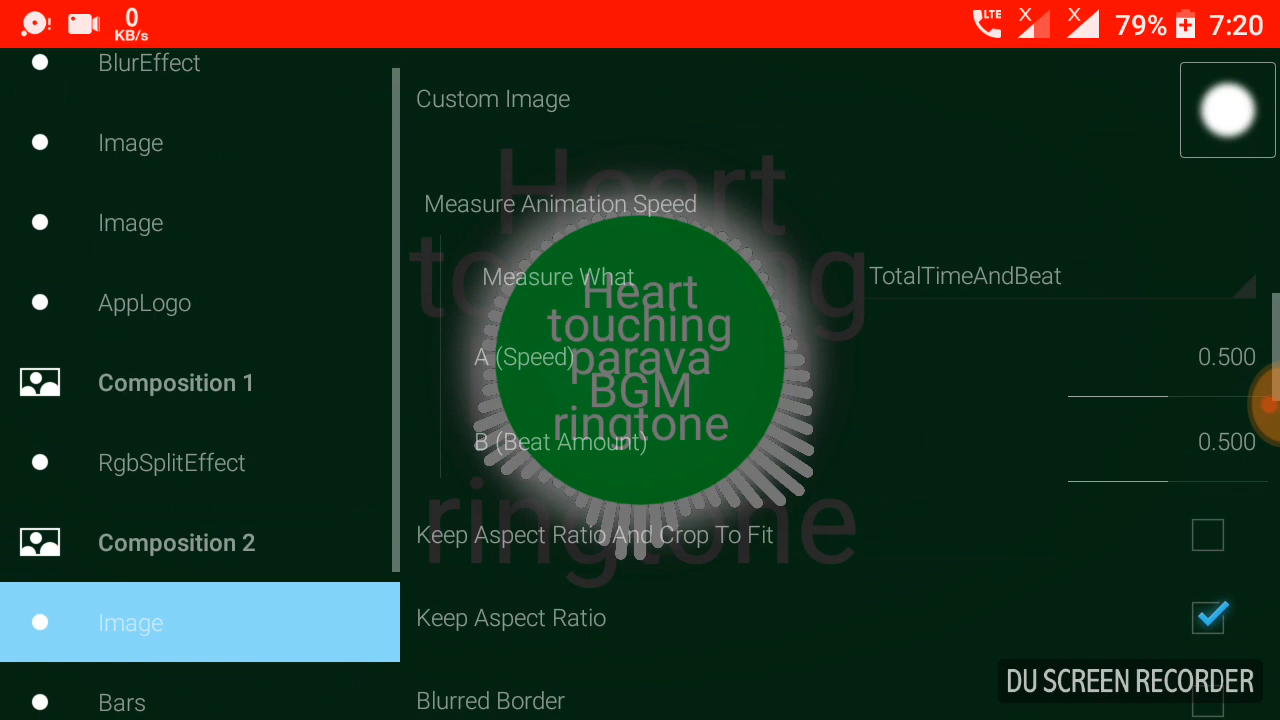 0
KB/s
LTE
X
X
79%
7:20
BlurEffect
Image
Image
AppLogo
Composition 1
RgbSplitEffect
Composition 2
Image
Bars
Custom Image
Measure Animation Speed
Measure What
TotalTimeAndBeat
A (Speed)
0.500
B (Beat Amount)
0.500
Keep Aspect Ratio And Crop To Fit
Keep Aspect Ratio
Blurred Border
Heart
touching
parava
BGM
ringtone
Heart
touching
ringtone
DU SCREEN RECORDER